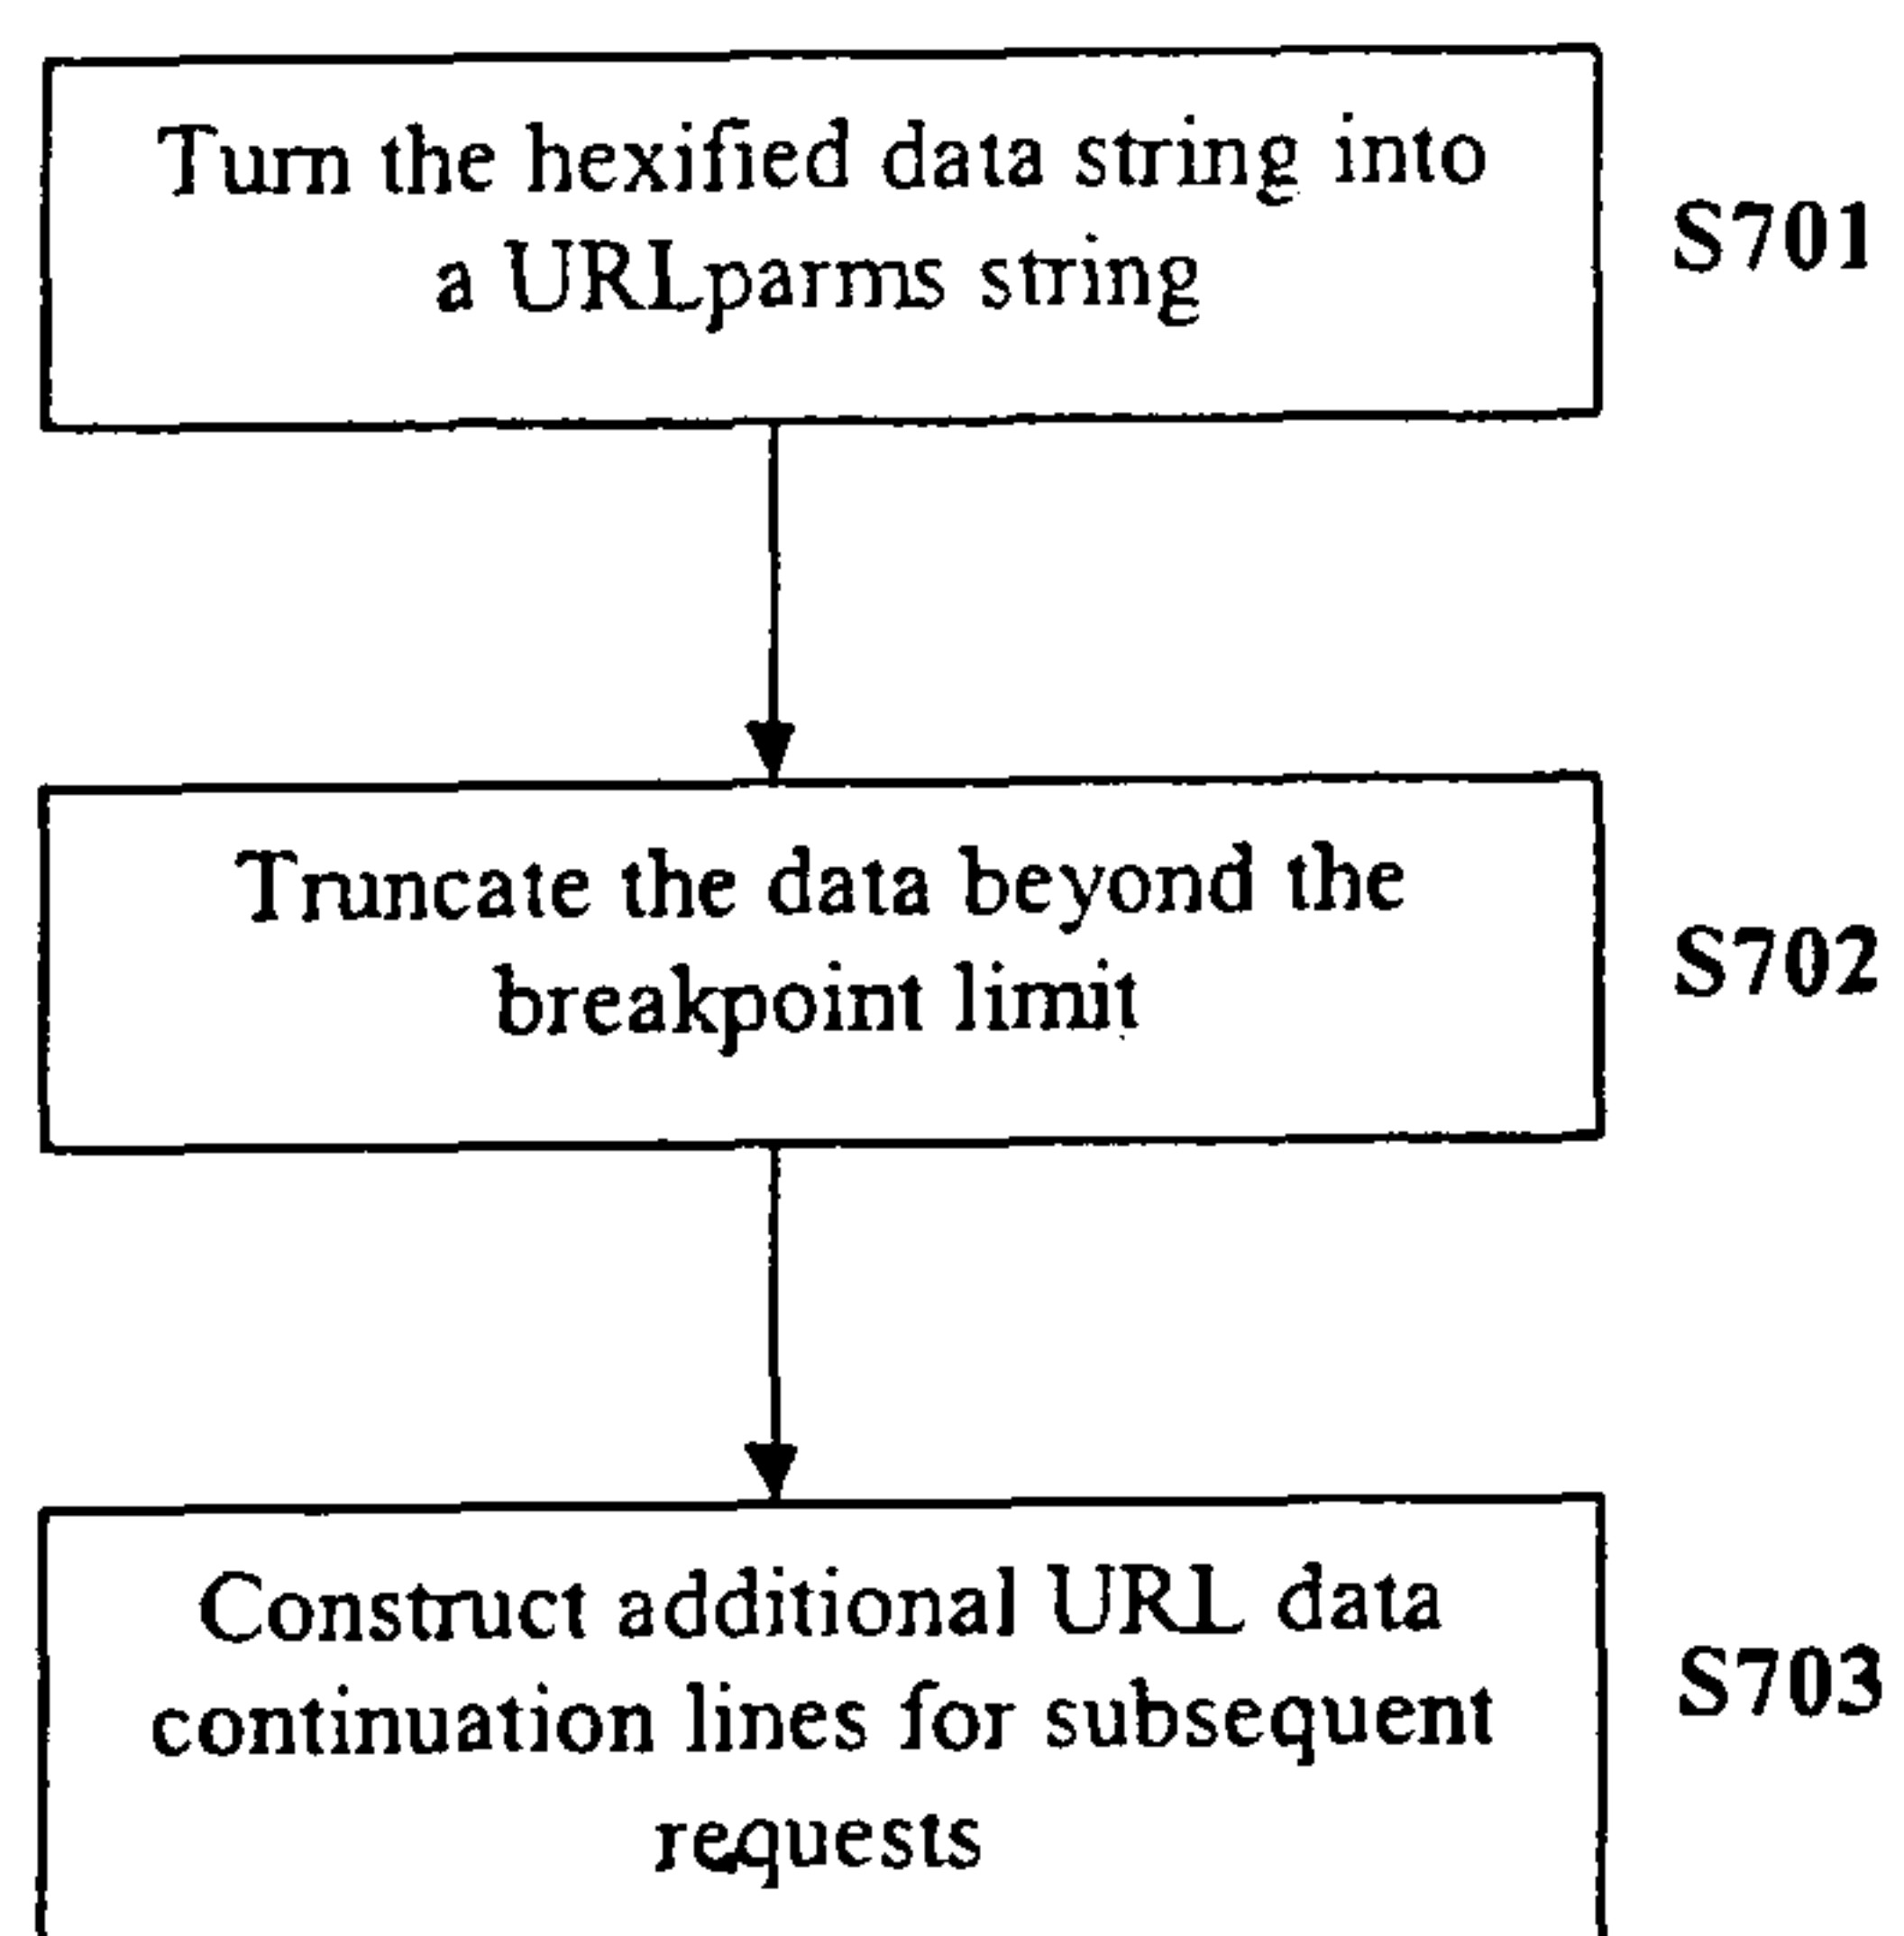 Turn the hexified data string into
a URLparms string
S701
Truncate the data beyond the
breakpoint limit
S702
Construct additional URL data
continuation lines for subsequent
requests
S703